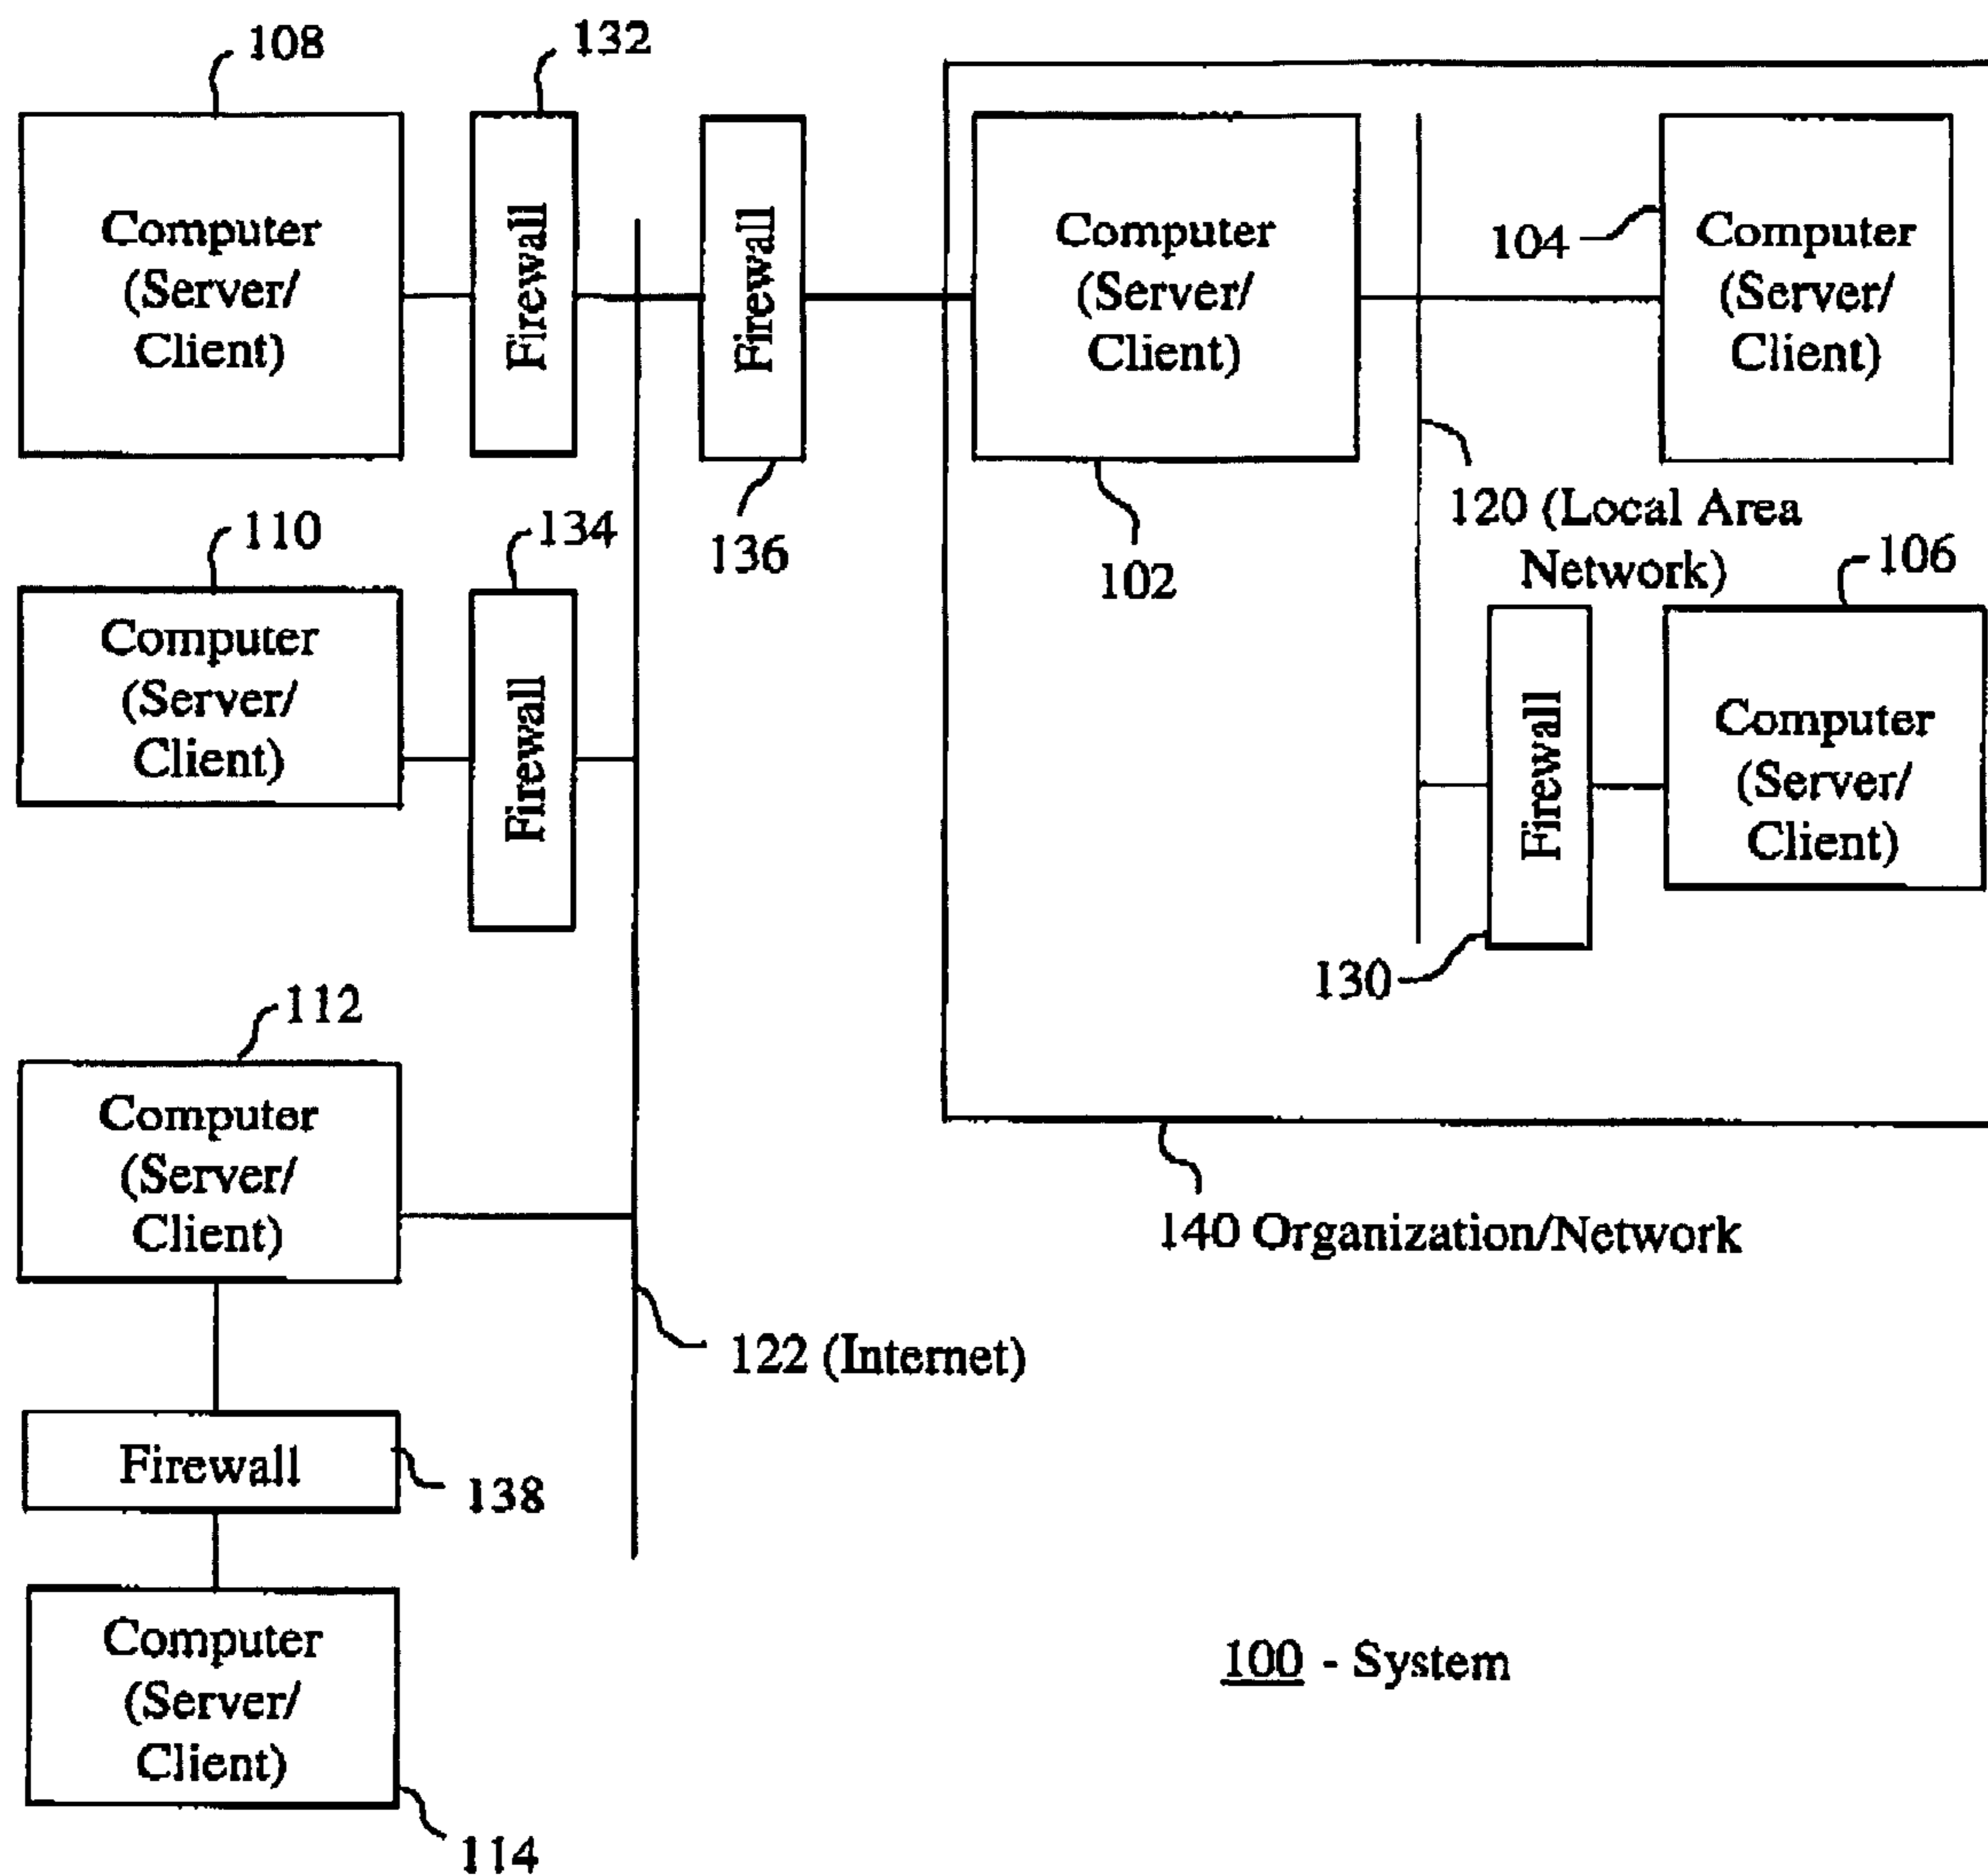 108
132
Computer
(Server/
Client)
Firewall
Firewall
136
Computer
(Server/
Client)
102
104
Computer
(Server/
Client)
120 (Local Area
Network)
110
Computer
(Server/
Client)
134
Firewall
106
Firewall
130
Computer
(Server/
Client)
112
Computer
(Server/
Client)
140 Organization/Network
122 (Internet)
Firewall
138
Computer
(Server/
Client)
114
100 - System